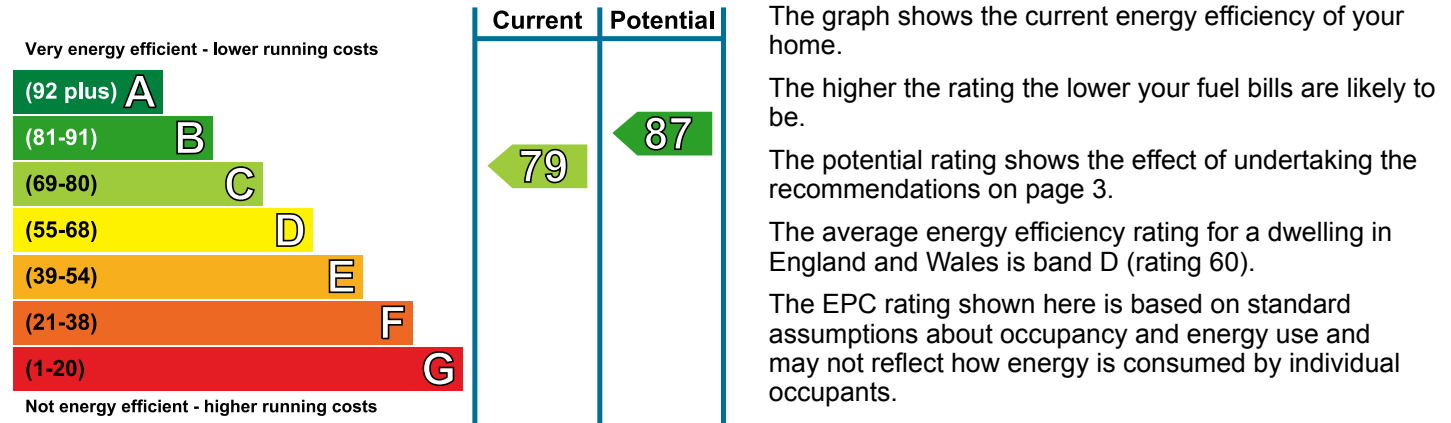 Current Potential
Very energy efficient - lower running costs
(92 plus) A
(81-91) B
(69-80) C
(55-68) D
(39-54) E
(21-38) F
(1-20) G
Not energy efficient - higher running costs
79
87
The graph shows the current energy efficiency of your
home.
The higher the rating the lower your fuel bills are likely to
be.
The potential rating shows the effect of undertaking the
recommendations on page 3.
The average energy efficiency rating for a dwelling in
England and Wales is band D (rating 60).
The EPC rating shown here is based on standard
assumptions about occupancy and energy use and
may not reflect how energy is consumed by individual
occupants.